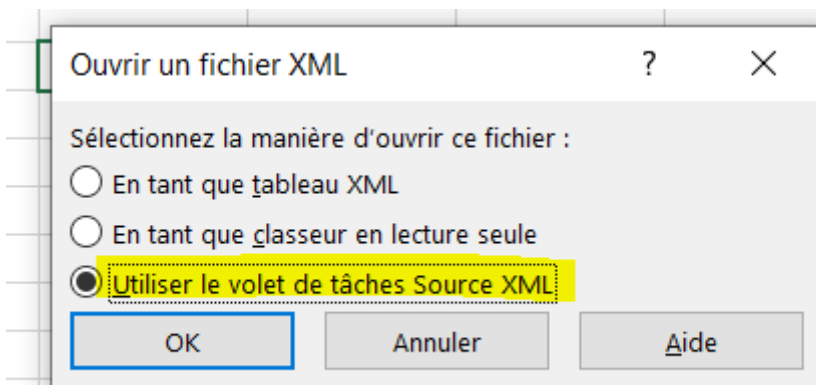 Ouvrir un fichier XML ?
Sélectionnez la manière d'ouvrir ce fichier :
En tant que tableau XML
En tant que classeur en lecture seule
Utiliser le volet de tâches Source XML
OK Annuler Aide